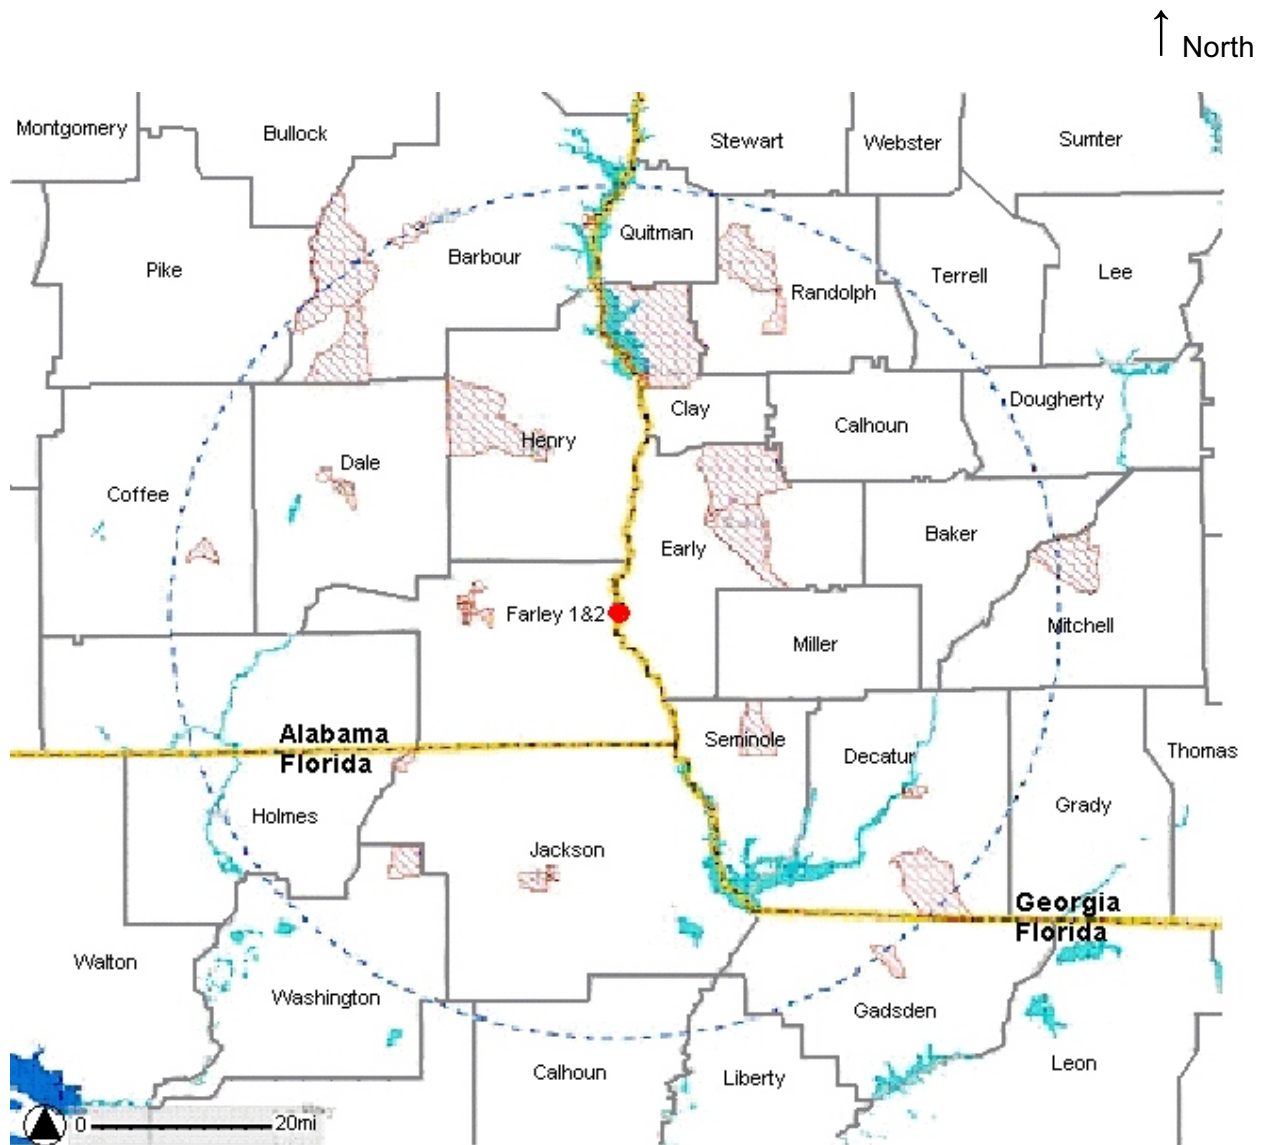 North
Montgomery
Bullock
Stewart
Webster
Sumter
Pike
Barbour
Quitman
Randolph
Terrell
Lee
Coffee
Dale
Henry
Clay
Calhoun
Dougherty
Early
Baker
Farley 1&2
Miller
Mitchell
Alabama
Florida
Seminole
Decatur
Thomas
Holmes
Jackson
Grady
Georgia
Florida
Walton
Washington
Gadsden
Calhoun
Liberty
Leon
0 20mi